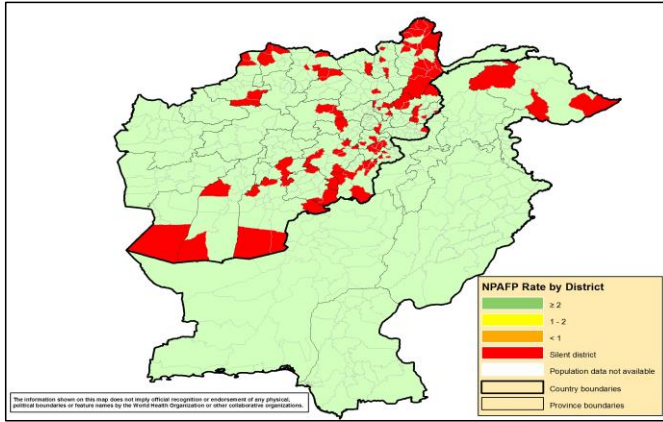 NPAFP Rate by District
≥ 2
1 - 2
< 1
Silent district
Population data not available
Country boundaries
Province boundaries
The information shown on this map does not imply official recognition or endorsement of any physical,
political boundaries or feature names by the World Health Organization or other collaborative organizations.